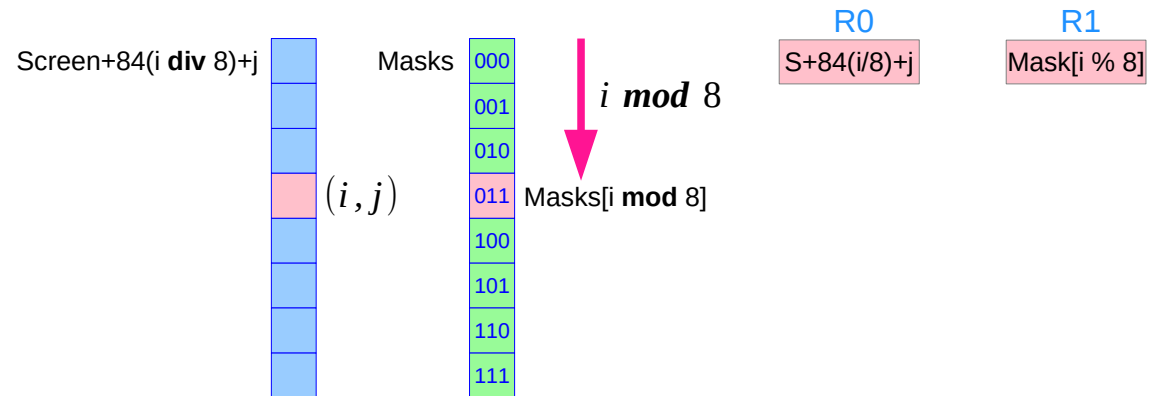 R0 R1
Screen+84(i div 8)+j Masks 000 S+84(i/8)+j Mask[i % 8]
001 i mod 8
010
(i, j) 011 Masks[i mod 8]
100
101
110
111